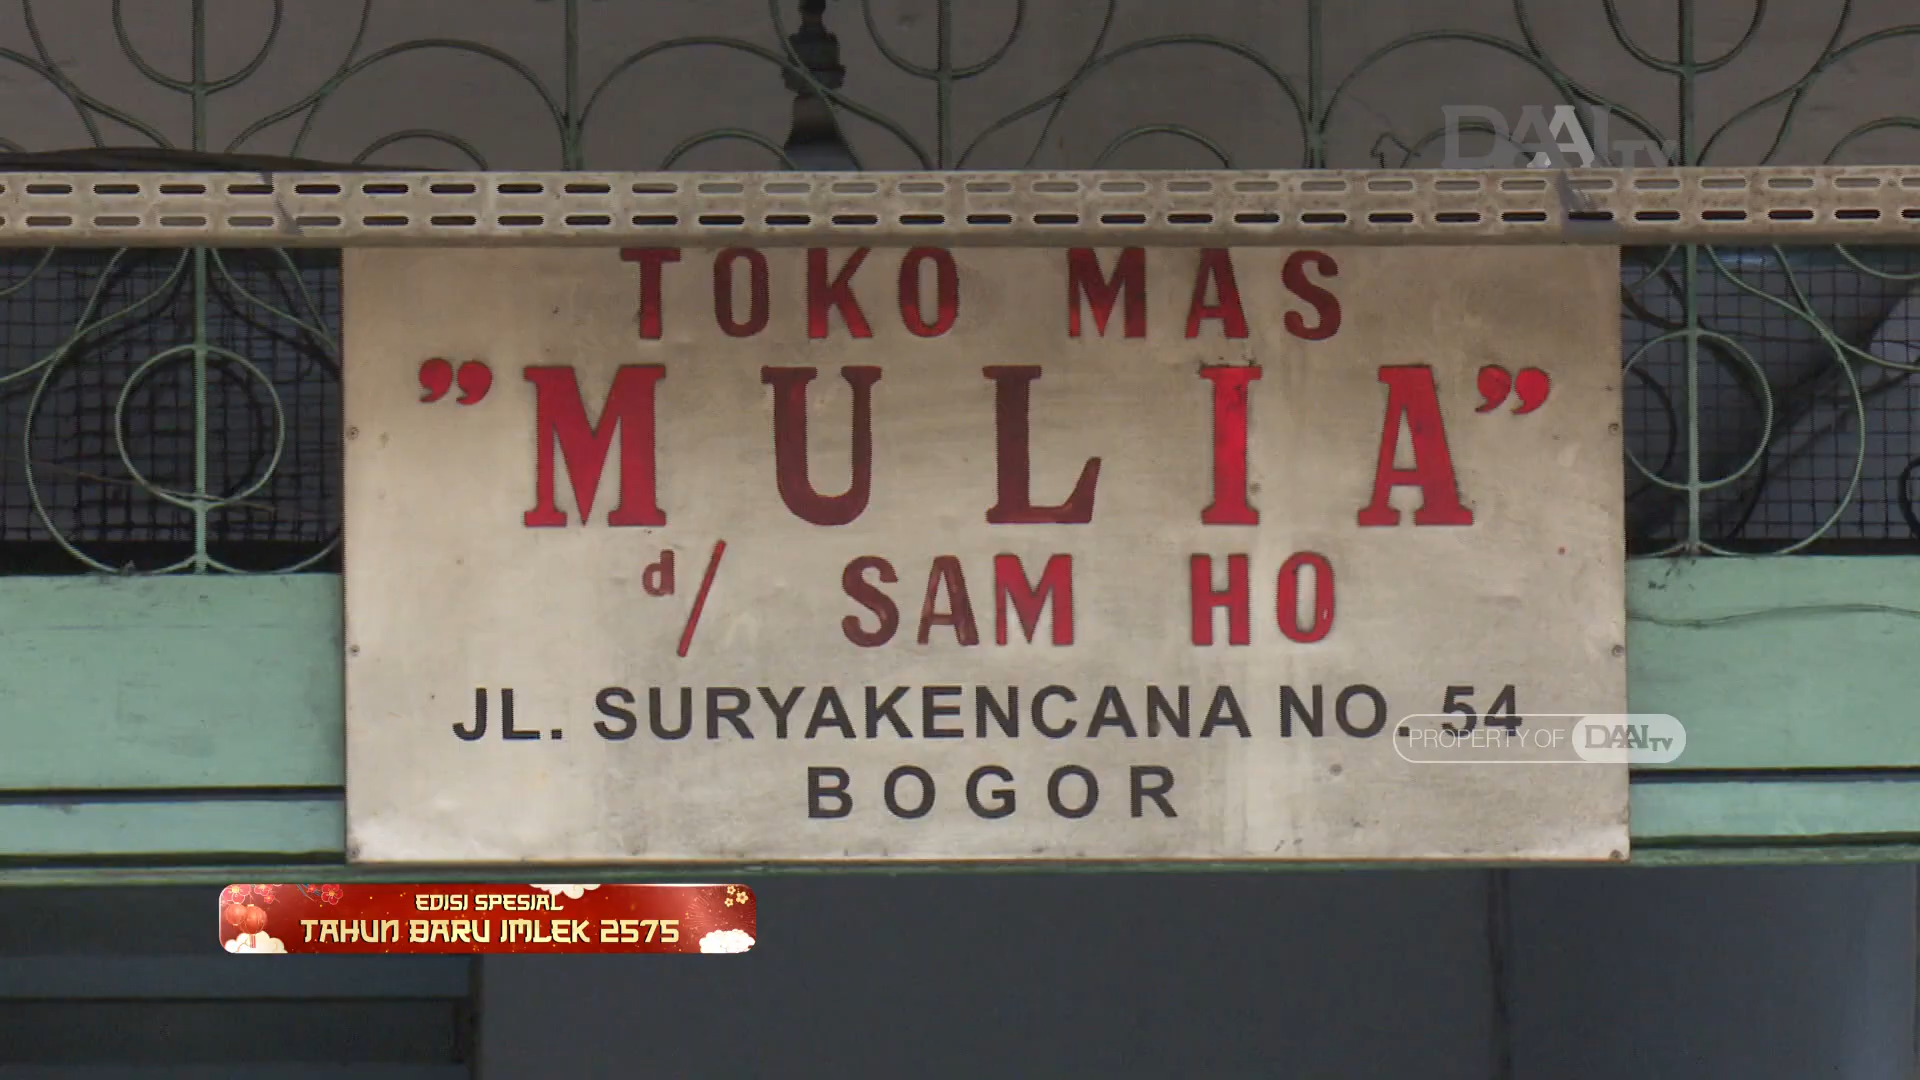 DAAI TV
TOKO MAS
"MULIA"
d/ SAM HO
JL. SURYAKENCANA NO. 54
PROPERTY OF DAAI TV
BOGOR
EDISI SPESIAL
TAHUN BARU IMLEK 2575